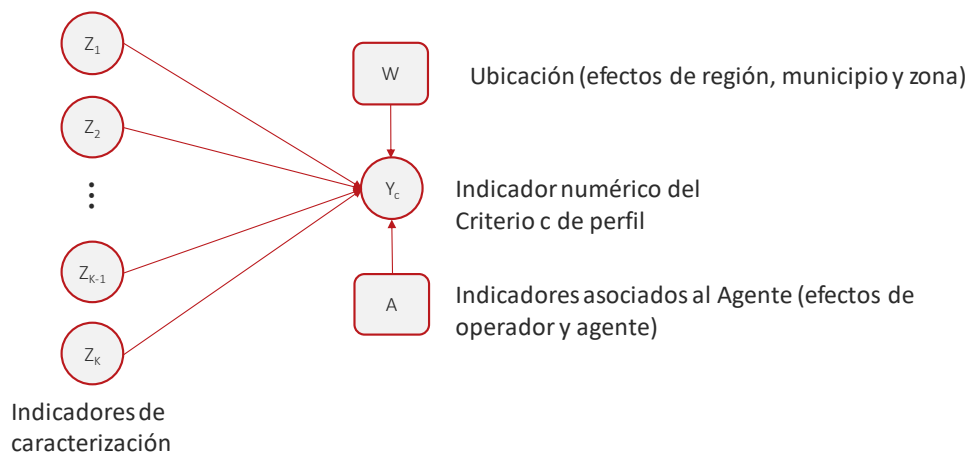 Z1
Z2
⋮
ZK-1
ZK
Indicadores de
caracterización
W
Ubicación (efectos de región, municipio y zona)
Yc
Indicador numérico del
Criterio c de perfil
A
Indicadores asociados al Agente (efectos de
operador y agente)